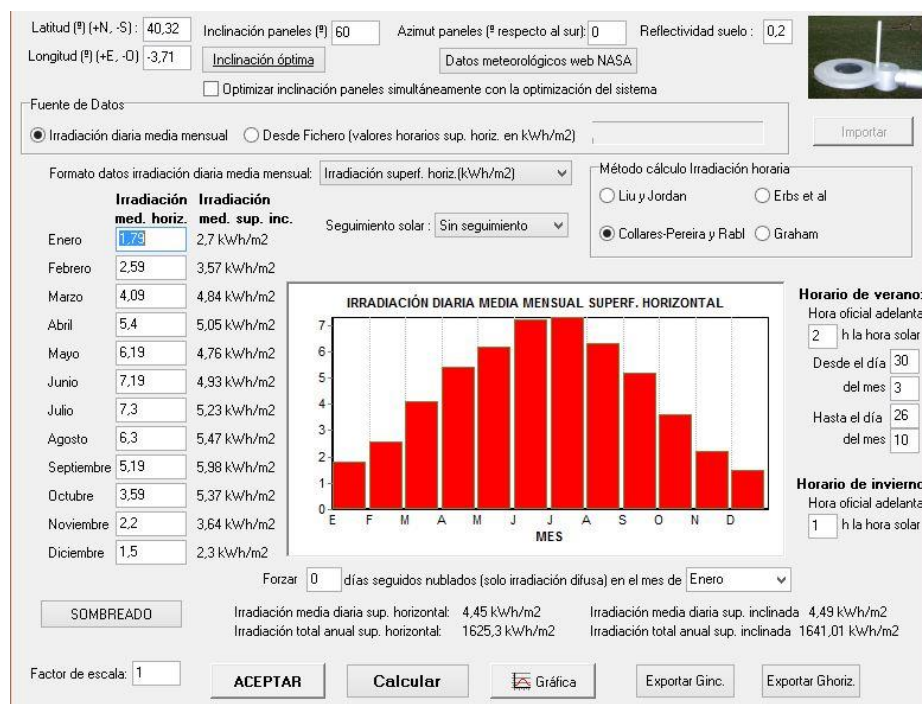 Latitud (º) (+N, -S) : 40,32 Inclinación paneles (º) 60 Azimut paneles (º respecto al sur): 0 Reflectividad suelo : 0,2
Longitud (º) (+E, -O) -3,71 Inclinación óptima Datos meteorológicos web NASA
Optimizar inclinación paneles simultáneamente con la optimización del sistema
Fuente de Datos
Irradiación diaria media mensual Desde Fichero (valores horarios sup. horiz. en kWh/m2) Importar
Formato datos irradiación diaria media mensual: Irradiación superf. horiz.(kWh/m2)
Método cálculo Irradiación horaria
Liu y Jordan Erbs et al
Collares-Pereira y Rabl Graham
Seguimiento solar : Sin seguimiento
Irradiación Irradiación
med. horiz. med. sup. inc.
Enero 1,79 2,7 kWh/m2
Febrero 2,59 3,57 kWh/m2
Marzo 4,09 4,84 kWh/m2
Abril 5,4 5,05 kWh/m2
Mayo 6,19 4,76 kWh/m2
Junio 7,19 4,93 kWh/m2
Julio 7,3 5,23 kWh/m2
Agosto 6,3 5,47 kWh/m2
Septiembre 5,19 5,98 kWh/m2
Octubre 3,59 5,37 kWh/m2
Noviembre 2,2 3,64 kWh/m2
Diciembre 1,5 2,3 kWh/m2
IRRADIACIÓN DIARIA MEDIA MENSUAL SUPERF. HORIZONTAL
7
6
5
4
3
2
1
0
E F M A M J J A S O N D
MES
Horario de verano:
Hora oficial adelanta
2 h la hora solar
Desde el día 30
del mes 3
Hasta el día 26
del mes 10
Horario de invierno
Hora oficial adelanta
1 h la hora solar
Forzar 0 días seguidos nublados (solo irradiación difusa) en el mes de Enero
SOMBREADO
Irradiación media diaria sup. horizontal: 4,45 kWh/m2 Irradiación media diaria sup. inclinada 4,49 kWh/m2
Irradiación total anual sup. horizontal: 1625,3 kWh/m2 Irradiación total anual sup. inclinada 1641,01 kWh/m2
Factor de escala: 1 ACEPTAR Calcular Gráfica Exportar Ginc. Exportar Ghoriz.